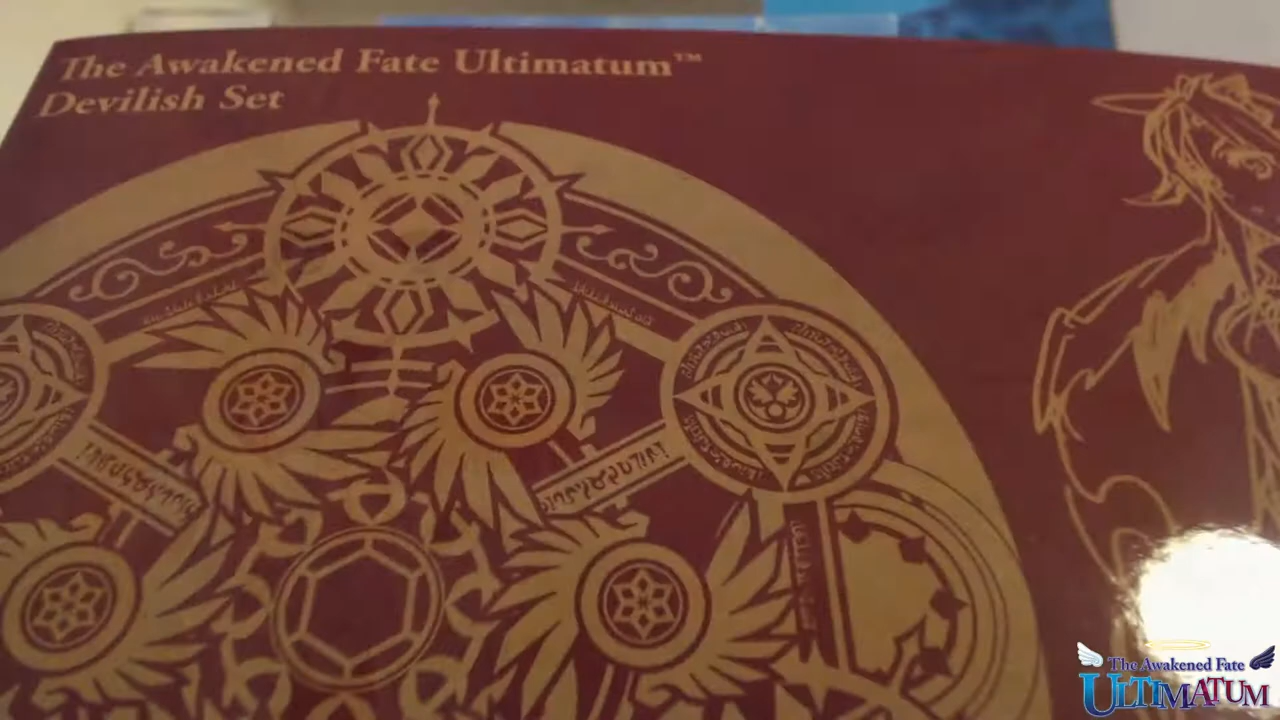 The Awakened Fate Ultimatum™
Devilish Set
The Awakened Fate
ULTIMATUM